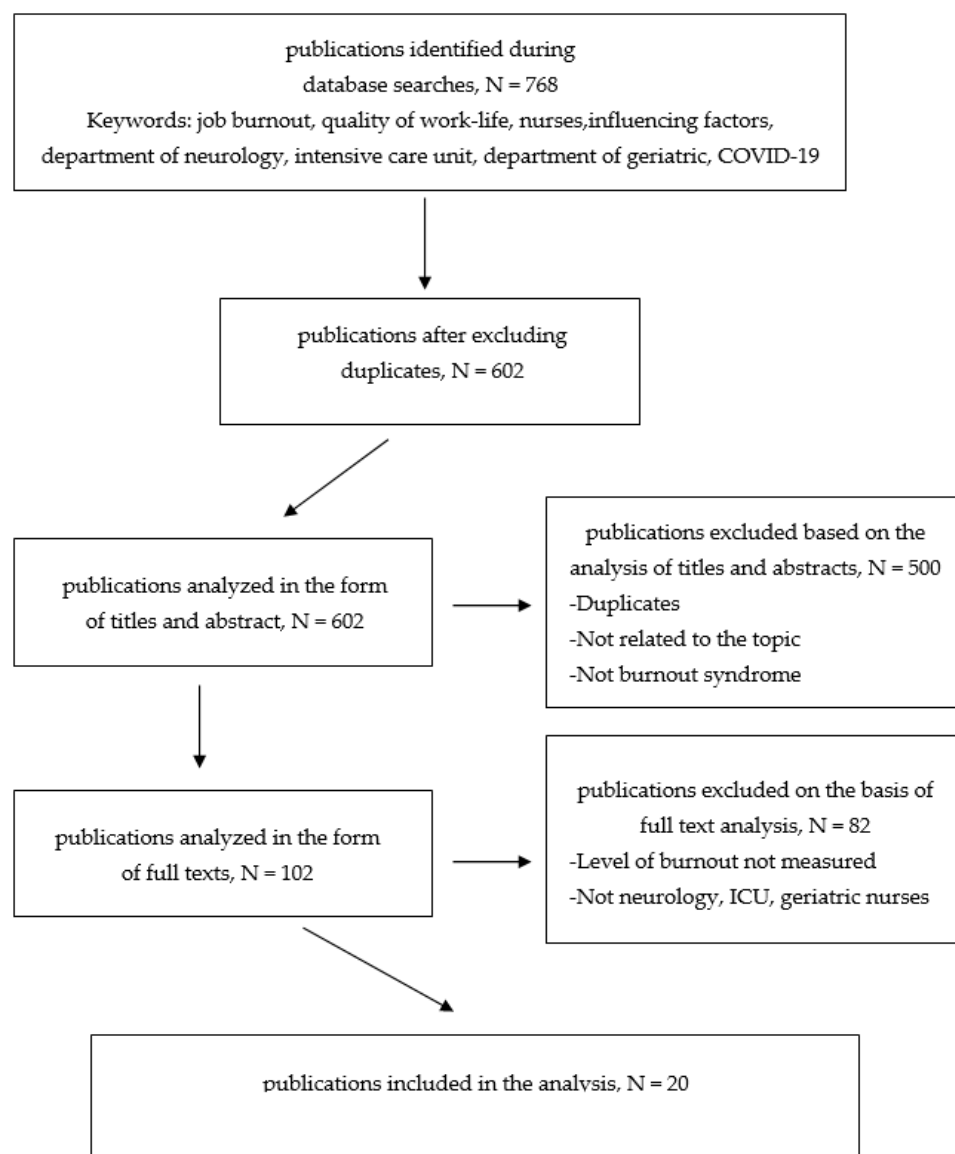 publications identified during
database searches, N = 768
Keywords: job burnout, quality of work-life, nurses,influencing factors,
department of neurology, intensive care unit, department of geriatric, COVID-19
publications after excluding
duplicates, N = 602
publications analyzed in the form
of titles and abstract, N = 602
publications excluded based on the
analysis of titles and abstracts, N = 500
-Duplicates
-Not related to the topic
-Not burnout syndrome
publications analyzed in the form
of full texts, N = 102
publications excluded on the basis of
full text analysis, N = 82
-Level of burnout not measured
-Not neurology, ICU, geriatric nurses
publications included in the analysis, N = 20